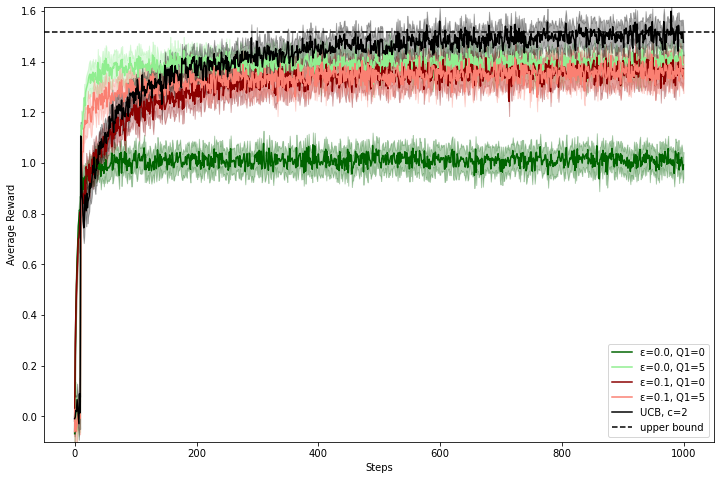 1.6
1.4
1.2
1.0
0.8
0.6
0.4
0.2
0.0
Average Reward
0
200
400
600
800
1000
Steps
ε=0.0, Q1=0
ε=0.0, Q1=5
ε=0.1, Q1=0
ε=0.1, Q1=5
UCB, c=2
upper bound